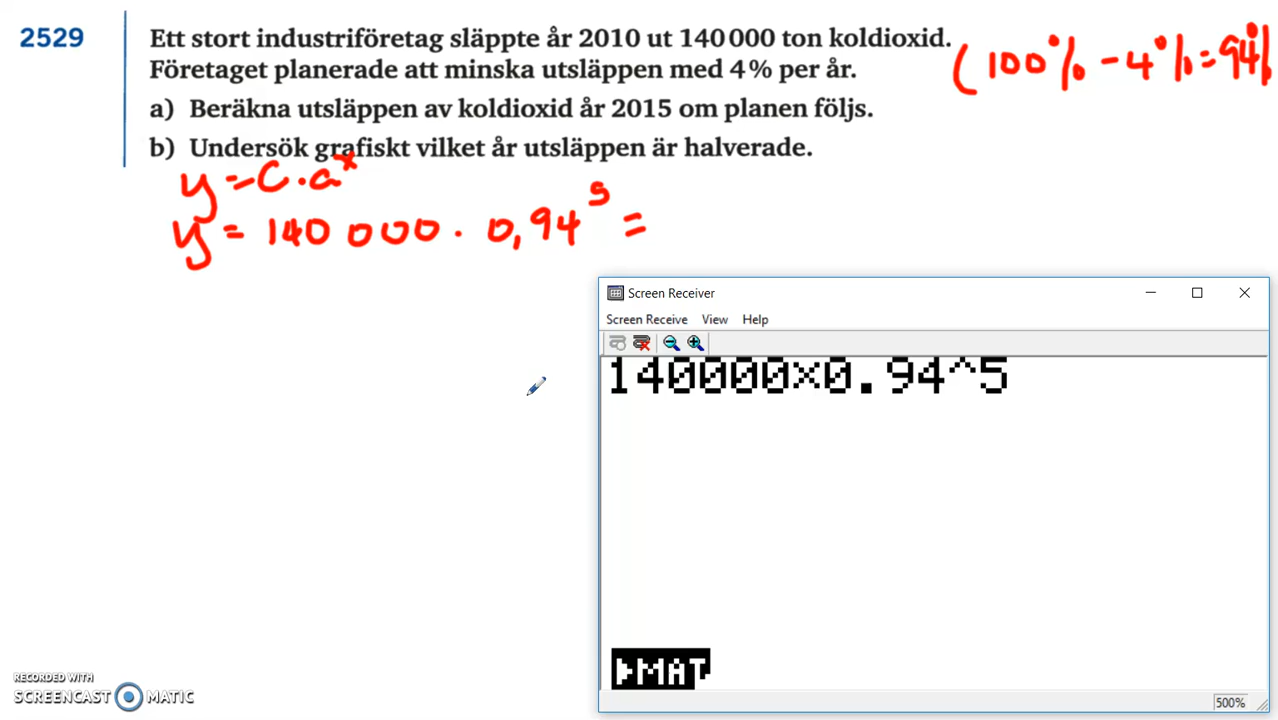 2529
Ett stort industriföretag släppte år 2010 ut 140 000 ton koldioxid.
Företaget planerade att minska utsläppen med 4 % per år.
(100% - 4% = 94%
a) Beräkna utsläppen av koldioxid år 2015 om planen följs.
b) Undersök grafiskt vilket år utsläppen är halverade.
y = C · a^x
y = 140 000 · 0,94^5 =
Screen Receiver
Screen Receive View Help
140000×0.94^5
▶MAT
500%
RECORDED WITH
SCREENCAST MATIC